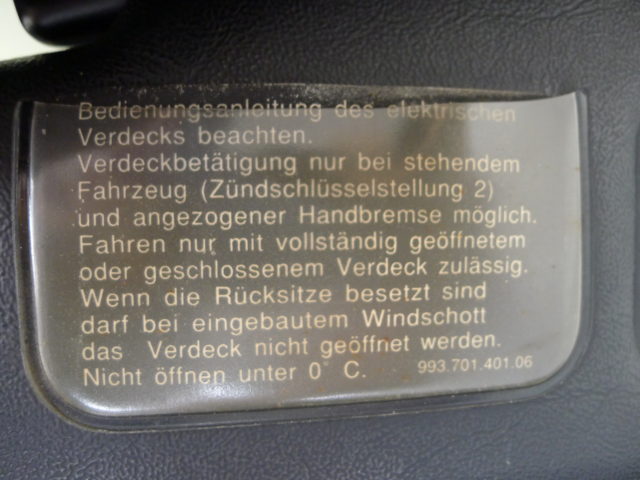 Bedienungsanleitung des elektrischen
Verdecks beachten.
Verdeckbetätigung nur bei stehendem
Fahrzeug (Zündschlüsselstellung 2)
und angezogener Handbremse möglich.
Fahren nur mit vollständig geöffnetem
oder geschlossenem Verdeck zulässig.
Wenn die Rücksitze besetzt sind
darf bei eingebautem Windschott
das Verdeck nicht geöffnet werden.
Nicht öffnen unter 0° C. 993.701.401.06